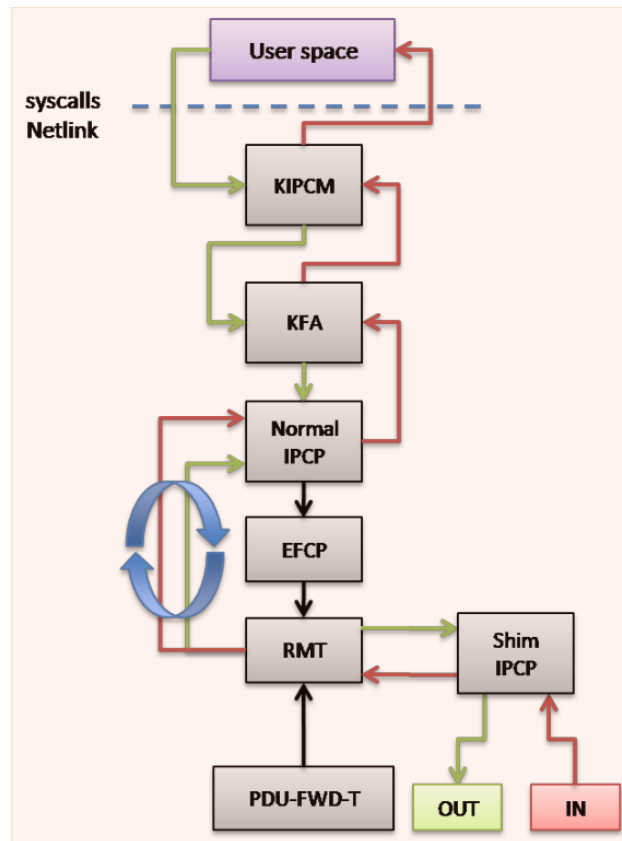 User space
syscalls
Netlink
KIPCM
KFA
Normal
IPCP
EFCP
RMT
Shim
IPCP
PDU-FWD-T
OUT
IN